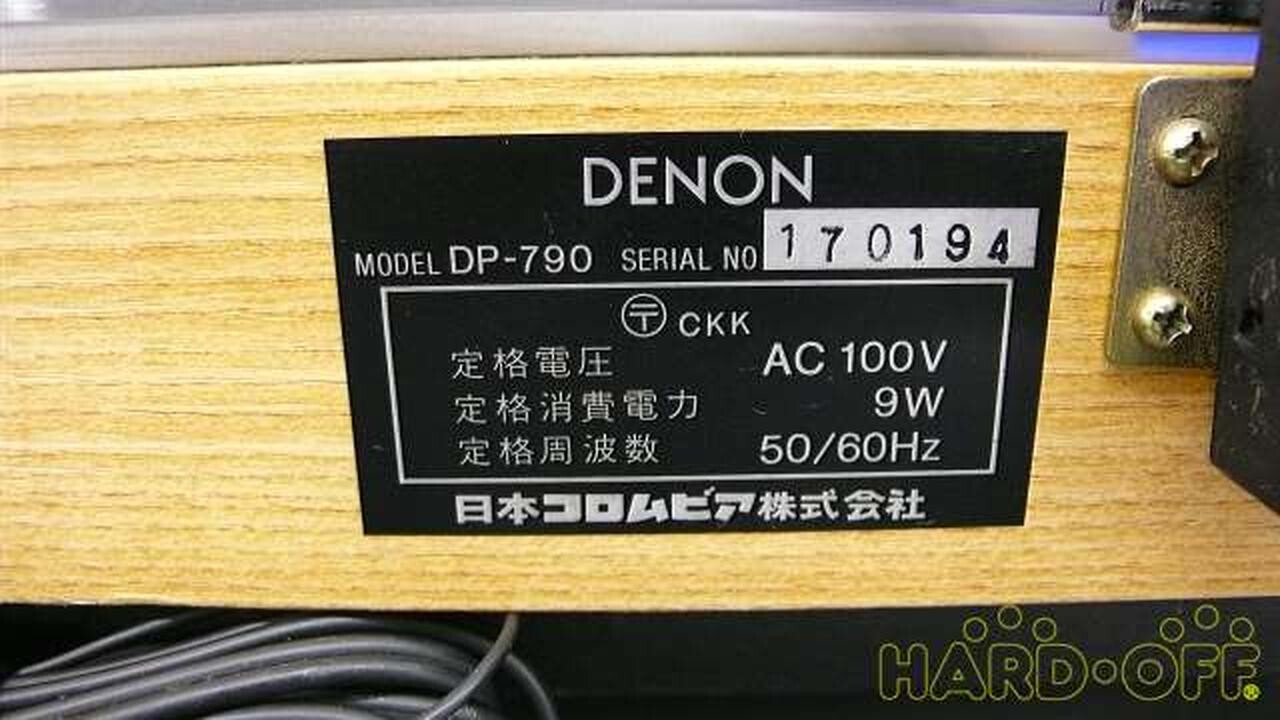 DENON
MODEL DP-790 SERIAL NO 170194
〒 CKK
定格電圧 AC 100V
定格消費電力 9W
定格周波数 50/60Hz
日本コロムビア株式会社
HARD・OFF®